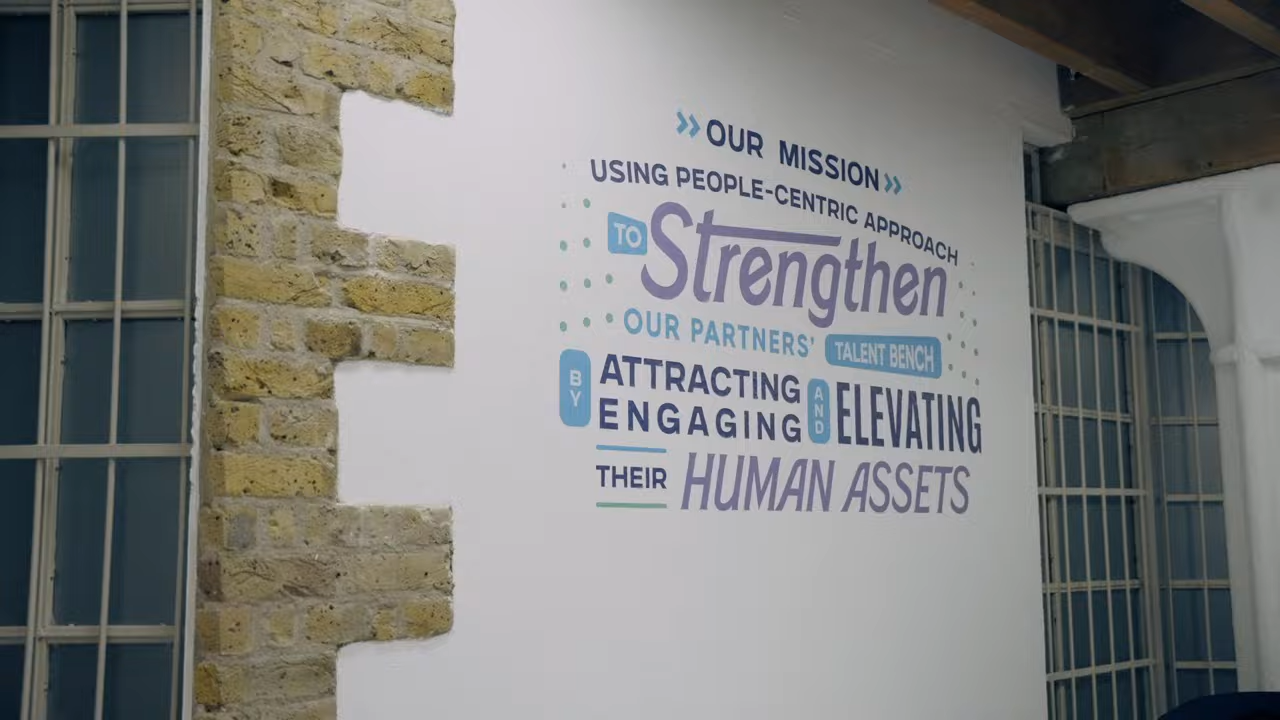 OUR MISSION
USING PEOPLE-CENTRIC APPROACH
TO Strengthen
OUR PARTNERS' TALENT BENCH
BY ATTRACTING
ENGAGING AND ELEVATING
THEIR HUMAN ASSETS